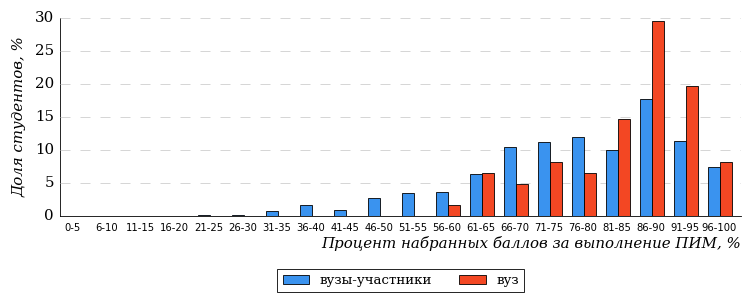 Доля студентов, %
30
25
20
15
10
5
0
0-5 6-10 11-15 16-20 21-25 26-30 31-35 36-40 41-45 46-50 51-55 56-60 61-65 66-70 71-75 76-80 81-85 86-90 91-95 96-100
Процент набранных баллов за выполнение ПИМ, %
вузы-участники вуз